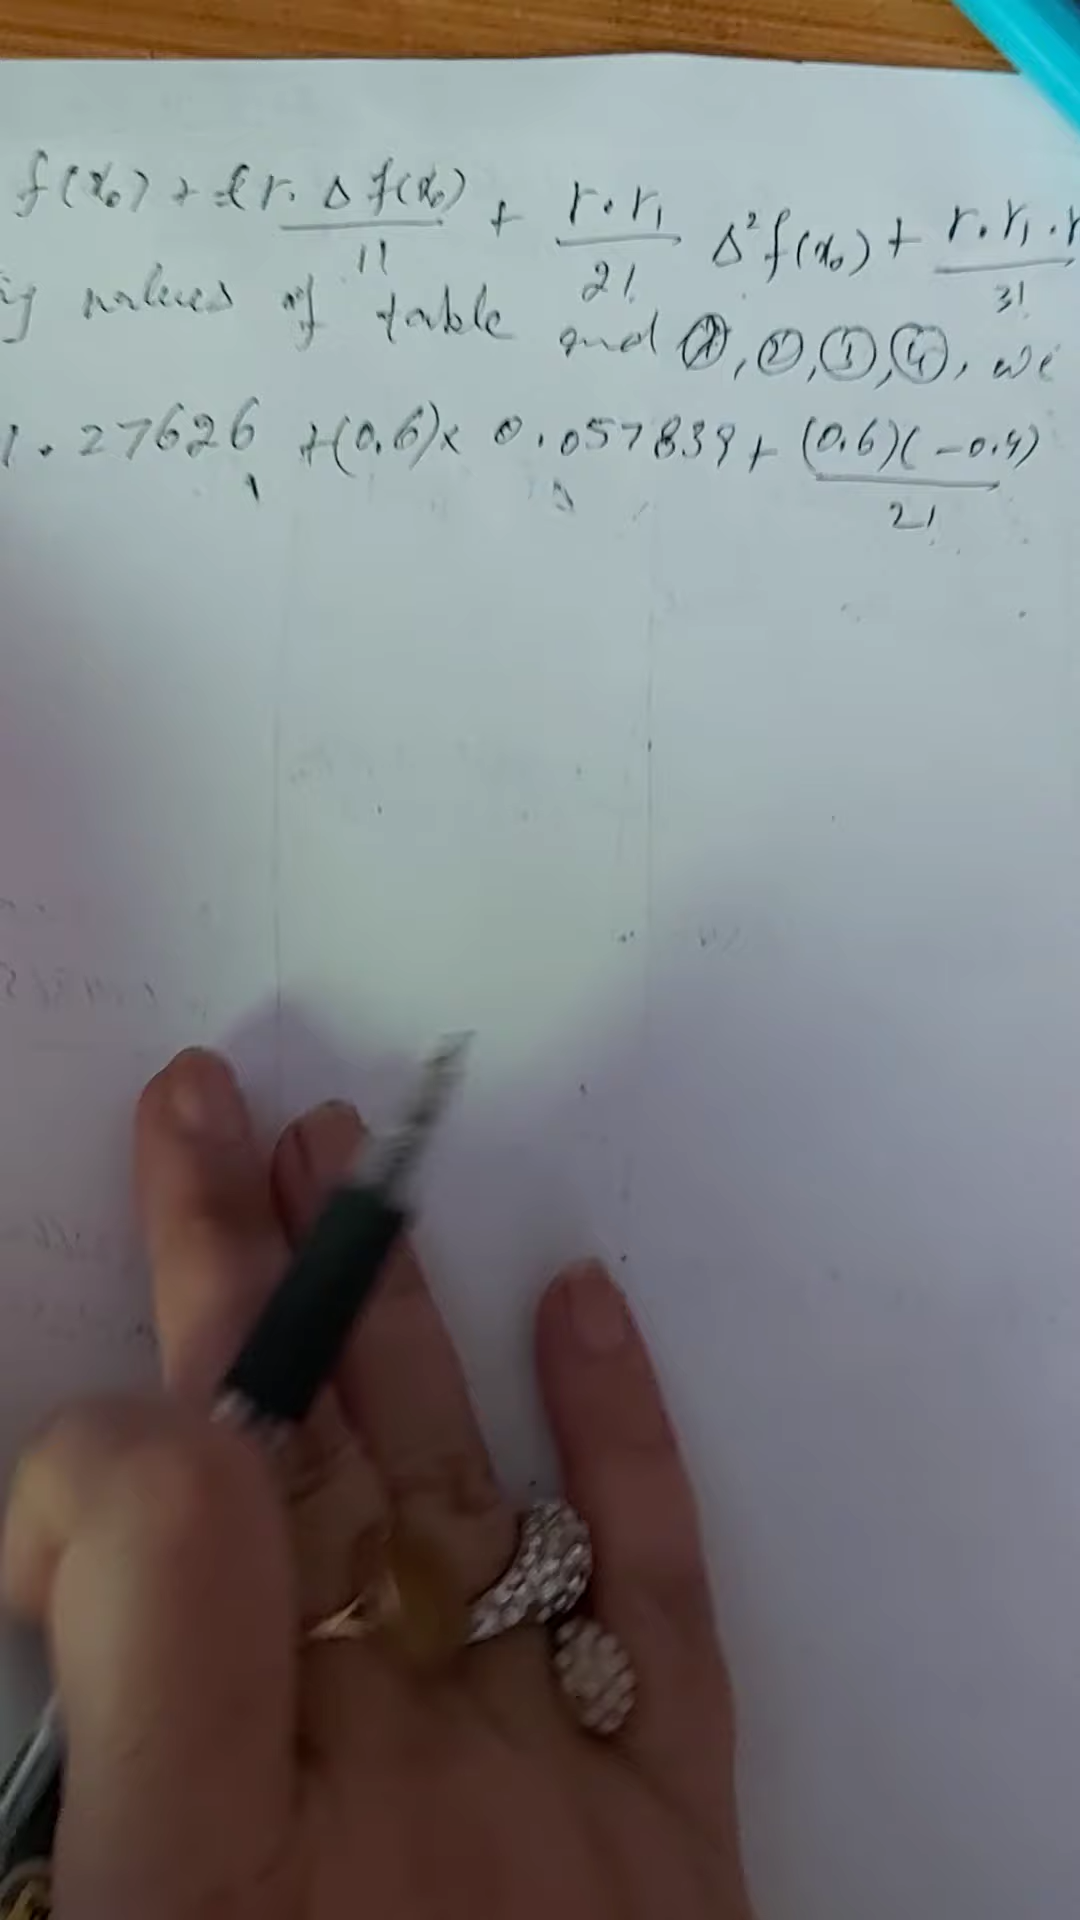 f(x₀) + r. Δ f(x₀)/1! + r.r₁/2! Δ²f(x₀) + r.r₁.r/3!
values of table and ①, ②, ③, ④, we
1.27626 +(0.6)x 0.057839 + (0.6)(-0.4)/2!